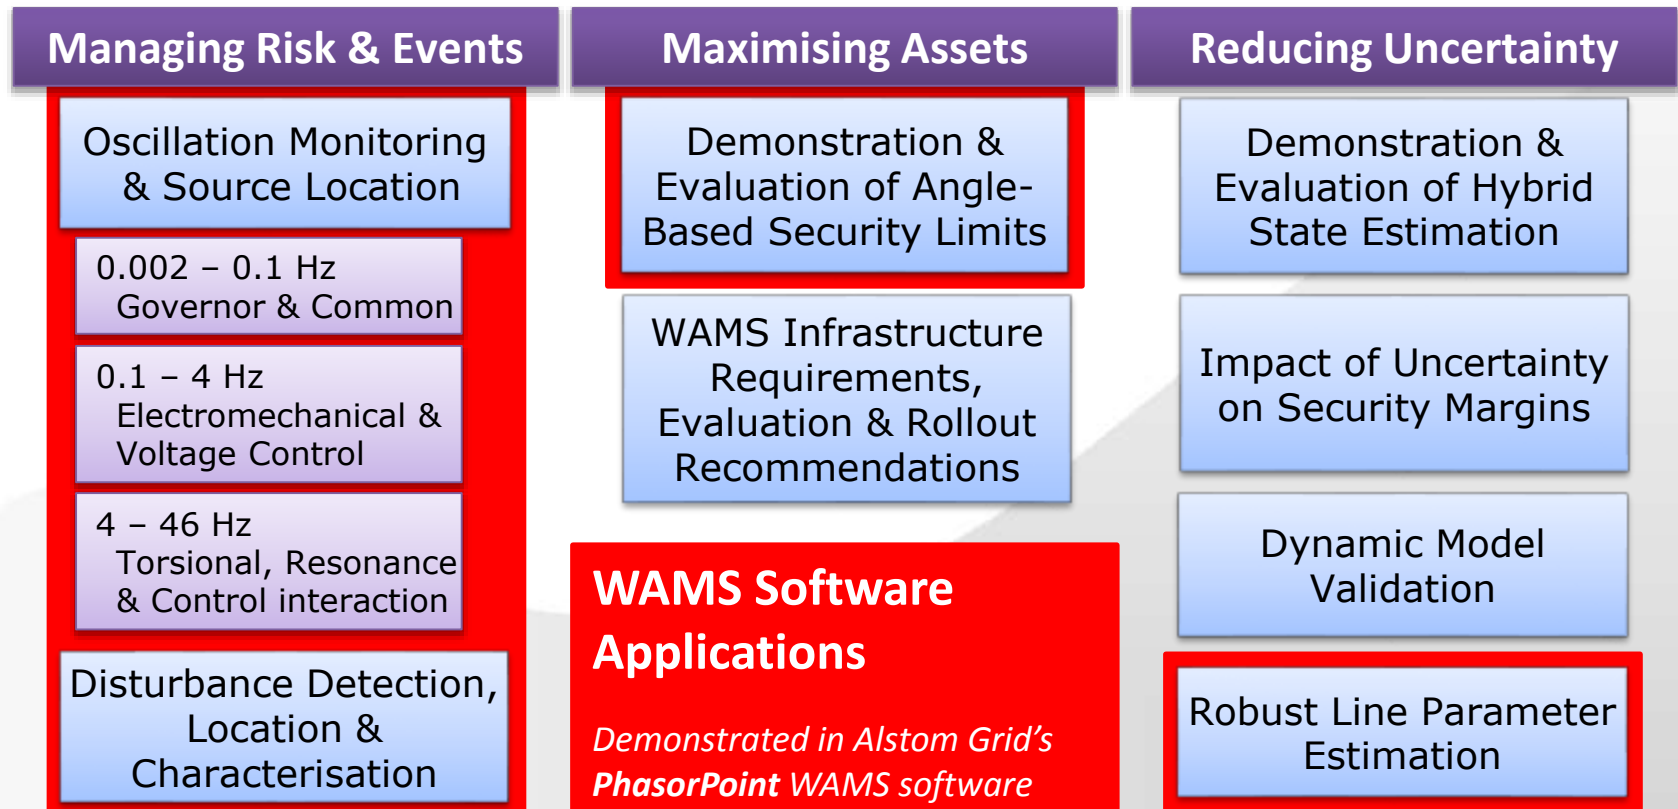 Managing Risk & Events
Oscillation Monitoring
& Source Location
0.002 – 0.1 Hz
Governor & Common
0.1 – 4 Hz
Electromechanical &
Voltage Control
4 – 46 Hz
Torsional, Resonance
& Control interaction
Disturbance Detection,
Location &
Characterisation
Maximising Assets
Demonstration &
Evaluation of Angle-
Based Security Limits
WAMS Infrastructure
Requirements,
Evaluation & Rollout
Recommendations
WAMS Software
Applications
Demonstrated in Alstom Grid’s
PhasorPoint WAMS software
Reducing Uncertainty
Demonstration &
Evaluation of Hybrid
State Estimation
Impact of Uncertainty
on Security Margins
Dynamic Model
Validation
Robust Line Parameter
Estimation